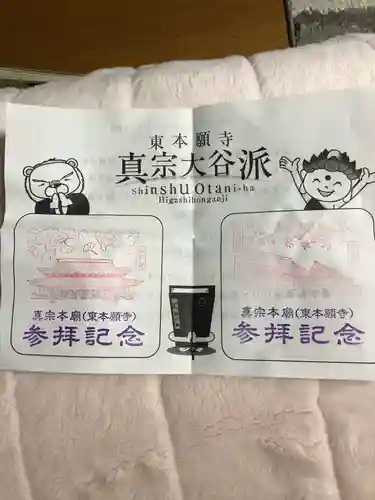 東本願寺
真宗大谷派
Shinshu Otani-ha
Higashihonganji
真宗本廟(東本願寺)
参拝記念
真宗本廟(東本願寺)
参拝記念